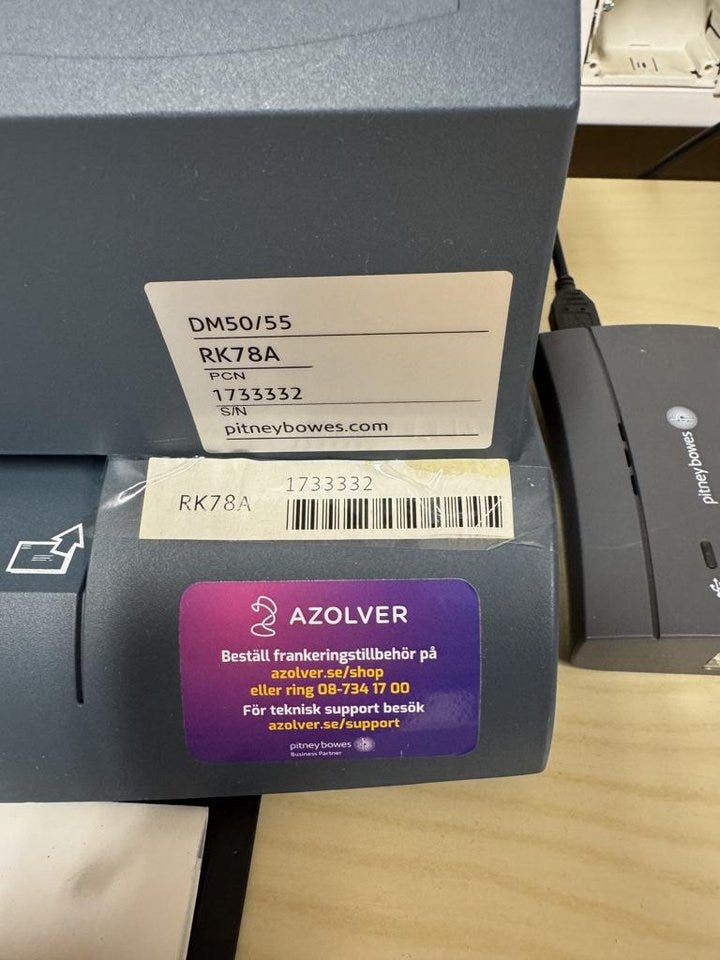 DM50/55
RK78A
PCN
1733332
S/N
pitneybowes.com
1733332
RK78A
AZOLVER
Beställ frankeringstillbehör på
azolver.se/shop
eller ring 08-734 17 00
För teknisk support besök
azolver.se/support
pitney bowes
Business Partner
pitney bowes